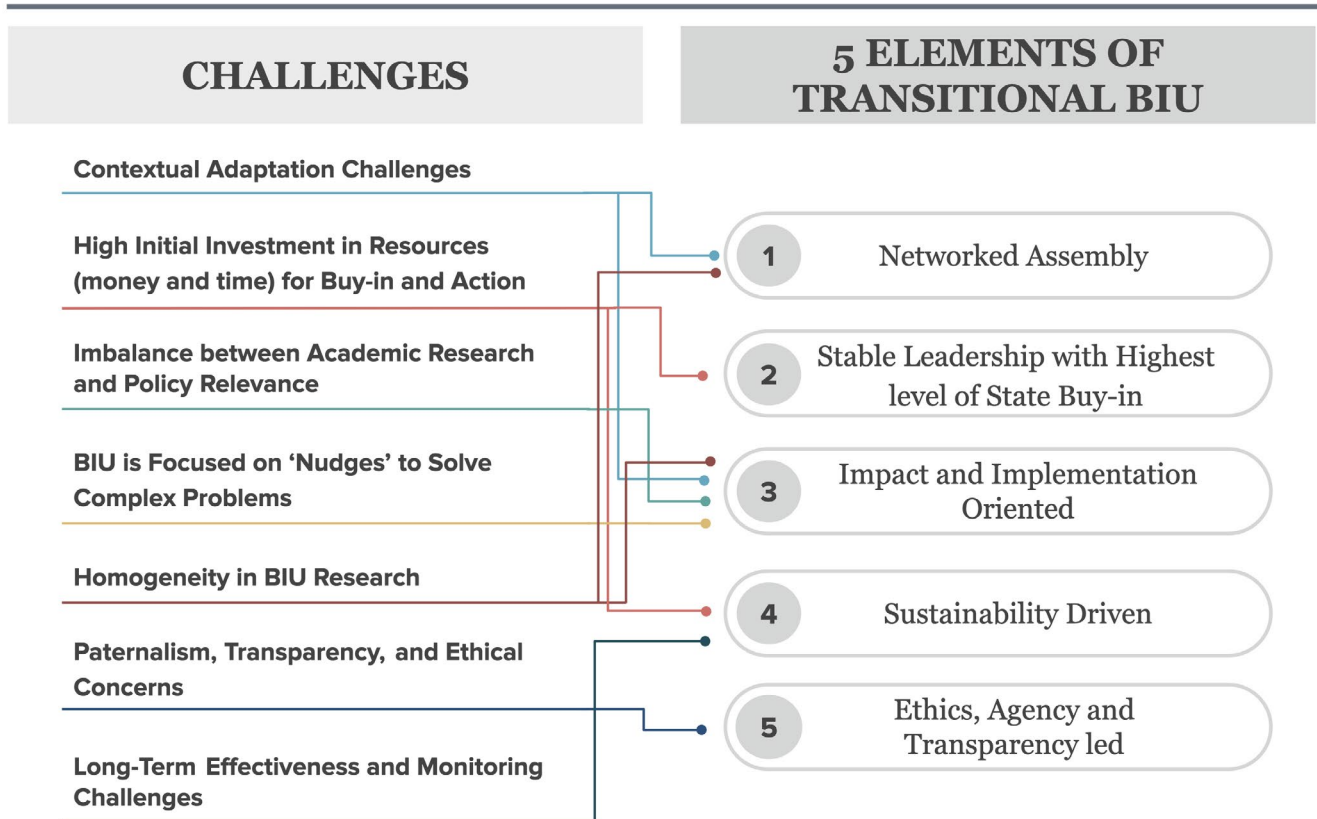 CHALLENGES
Contextual Adaptation Challenges
High Initial Investment in Resources
(money and time) for Buy-in and Action
Imbalance between Academic Research
and Policy Relevance
BIU is Focused on ‘Nudges’ to Solve
Complex Problems
Homogeneity in BIU Research
Paternalism, Transparency, and Ethical
Concerns
Long-Term Effectiveness and Monitoring
Challenges
5 ELEMENTS OF
TRANSITIONAL BIU
1 Networked Assembly
2 Stable Leadership with Highest
level of State Buy-in
3 Impact and Implementation
Oriented
4 Sustainability Driven
5 Ethics, Agency and
Transparency led